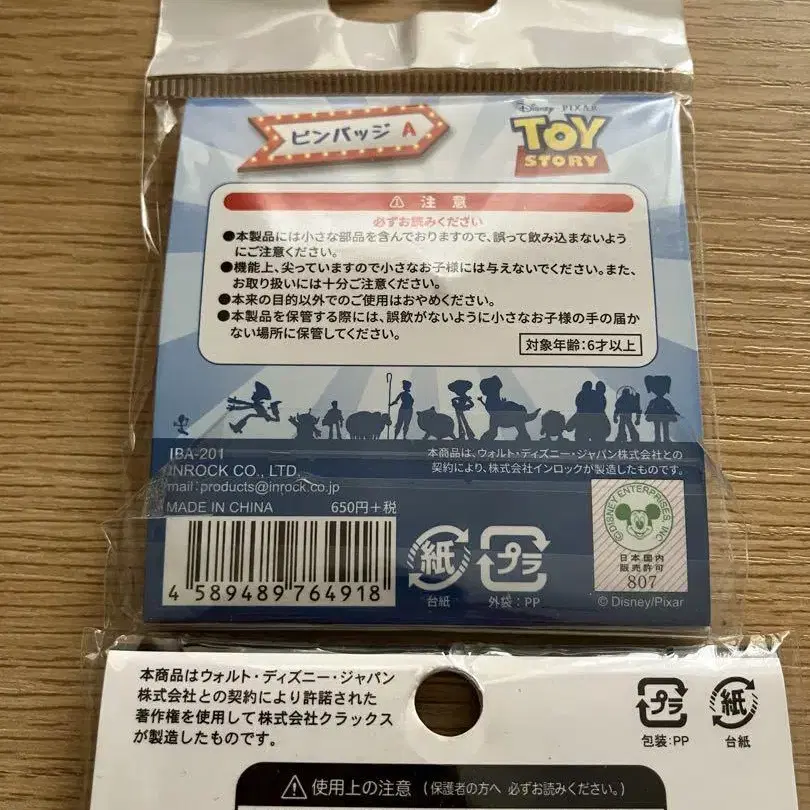 ピンバッジ A
Disney PIXAR
TOY
STORY
⚠ 注 意
必ずお読みください
●本製品には小さな部品を含んでおりますので、誤って飲み込まないよう
にご注意ください。
●機能上、尖っていますので小さなお子様には与えないでください。また、
お取り扱いには十分ご注意ください。
●本来の目的以外でのご使用はおやめください。
●本製品を保管する際には、誤飲がないように小さなお子様の手の届か
ない場所に保管してください。
対象年齢:6才以上
IBA-201
INROCK CO., LTD.
mail:products@inrock.co.jp
MADE IN CHINA 650円+税
本商品は、ウォルト・ディズニー・ジャパン株式会社との
契約により、株式会社インロックが製造したものです。
4 589489 764918
紙
台紙
プラ
外袋:PP
©DISNEY ENTERPRISES, INC
日本国内
販売許可
807
© Disney/Pixar
本商品はウォルト・ディズニー・ジャパン
株式会社との契約により許諾された
著作権を使用して株式会社クラックス
が製造したものです。
プラ
包装:PP
紙
台紙
⚠ 使用上の注意 (保護者の方へ 必ずお読みください。)